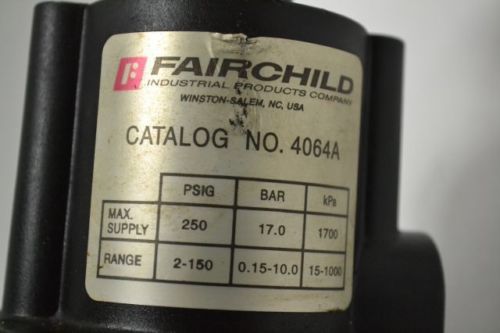 FAIRCHILD
INDUSTRIAL PRODUCTS COMPANY
WINSTON-SALEM, NC, USA
CATALOG NO. 4064A
PSIG BAR kPa
MAX. SUPPLY 250 17.0 1700
RANGE 2-150 0.15-10.0 15-1000